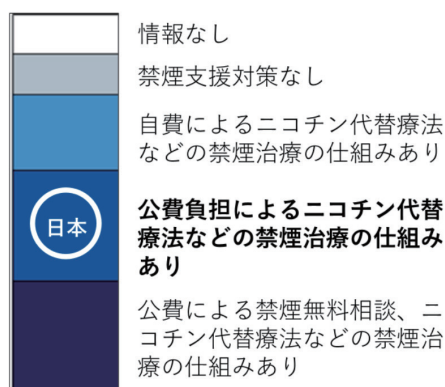 情報なし
禁煙支援対策なし
自費によるニコチン代替療法
などの禁煙治療の仕組みあり
日本
公費負担によるニコチン代替
療法などの禁煙治療の仕組み
あり
公費による禁煙無料相談、ニ
コチン代替療法などの禁煙治
療の仕組みあり